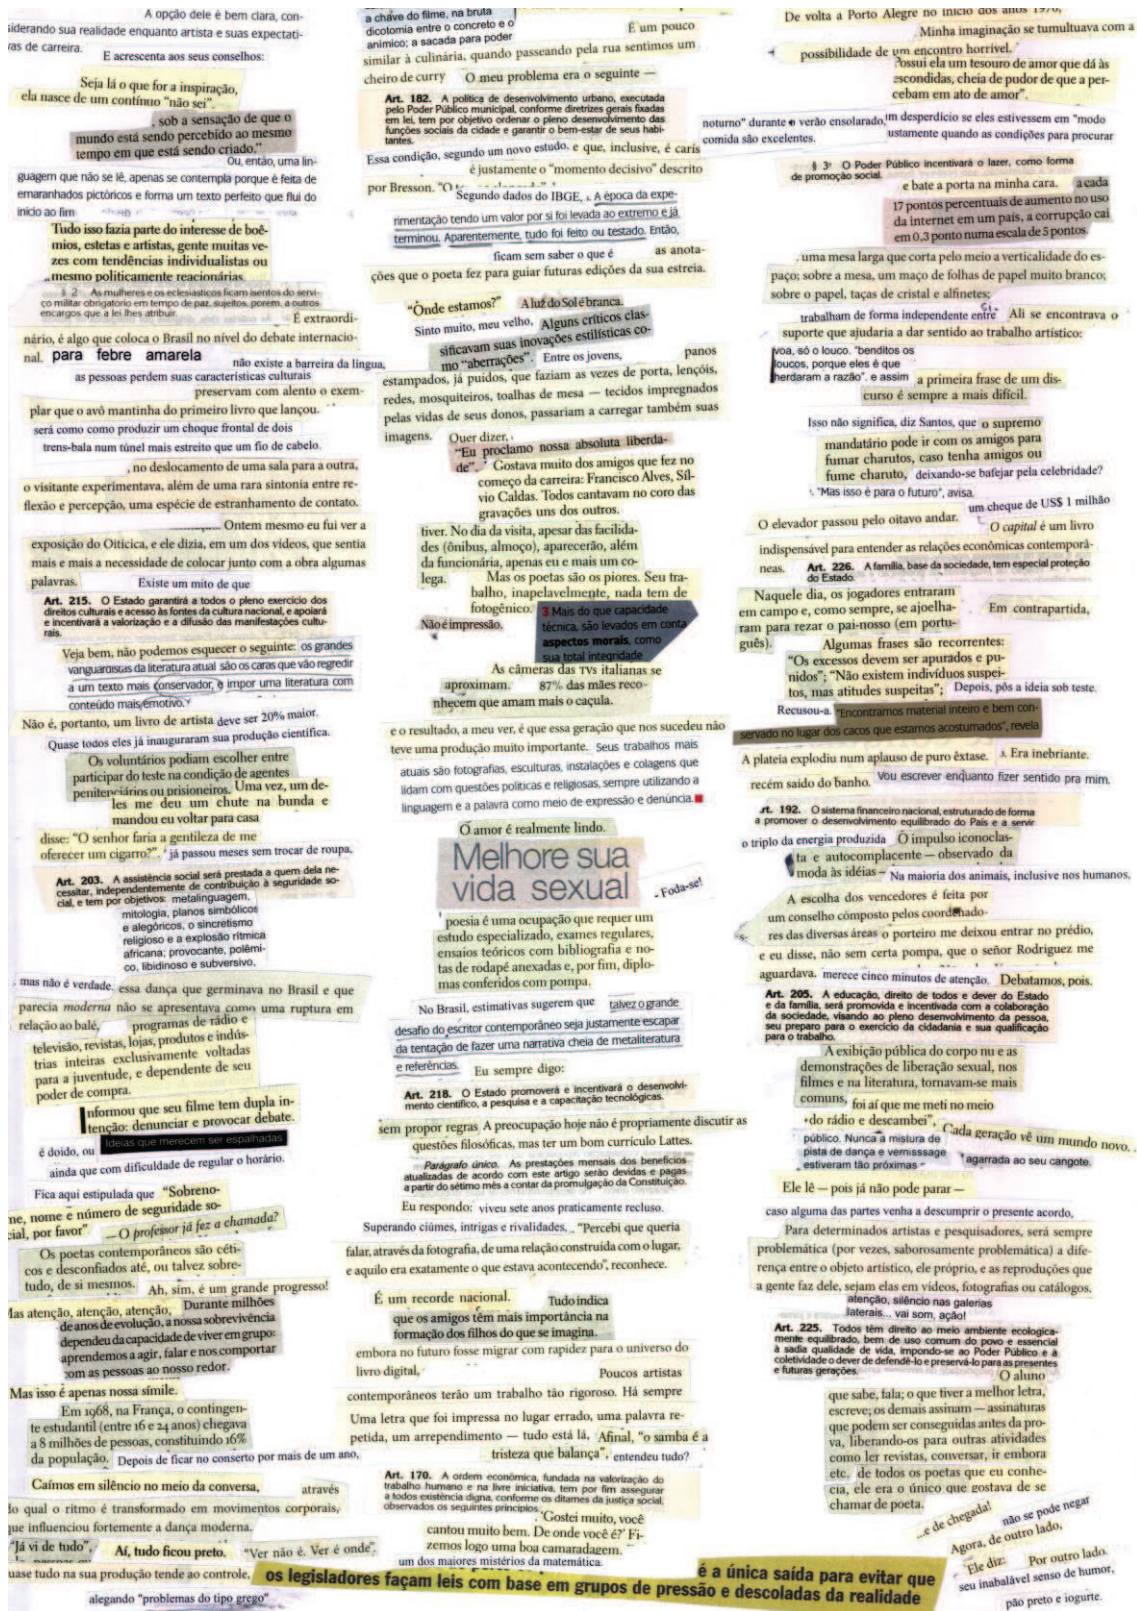 A opção dele é bem clara, con-
siderando sua realidade enquanto artista e suas expectati-
vas de carreira.
E acrescenta aos seus conselhos:
Seja lá o que for a inspiração,
ela nasce de um contínuo "não sei".
, sob a sensação de que o
mundo está sendo percebido ao mesmo
tempo em que está sendo criado."
Ou, então, uma lin-
guagem que não se lê, apenas se contempla porque é feita de
emaranhados pictóricos e forma um texto perfeito que flui do
início ao fim
Tudo isso fazia parte do interesse de boê-
mios, estetas e artistas, gente muitas ve-
zes com tendências individualistas ou
mesmo politicamente reacionárias.
§ 2 As mulheres e os eclesiásticos ficam isentos do servi-
ço militar obrigatório em tempo de paz, sujeitos, porém, a outros
encargos que a lei lhes atribuir.
É extraordi-
nário, é algo que coloca o Brasil no nível do debate internacio-
nal. para febre amarela
não existe a barreira da língua,
as pessoas perdem suas características culturais
preservam com alento o exem-
plar que o avô mantinha do primeiro livro que lançou.
será como como produzir um choque frontal de dois
trens-bala num túnel mais estreito que um fio de cabelo.
, no deslocamento de uma sala para a outra,
o visitante experimentava, além de uma rara sintonia entre re-
flexão e percepção, uma espécie de estranhamento de contato.
Ontem mesmo eu fui ver a
exposição do Oiticica, e ele dizia, em um dos vídeos, que sentia
mais e mais a necessidade de colocar junto com a obra algumas
palavras. Existe um mito de que
Art. 215. O Estado garantirá a todos o pleno exercício dos
direitos culturais e acesso às fontes da cultura nacional, e apoiará
e incentivará a valorização e a difusão das manifestações cultu-
rais.
Veja bem, não podemos esquecer o seguinte: os grandes
vanguaroisas da literatura atual são os caras que vão regredir
a um texto mais conservador, e impor uma literatura com
conteúdo mais emotivo.
Não é, portanto, um livro de artista deve ser 20% maior.
Quase todos eles já inauguraram sua produção científica.
Os voluntários podiam escolher entre
participar do teste na condição de agentes
penitenciários ou prisioneiros. Uma vez, um de-
les me deu um chute na bunda e
mandou eu voltar para casa
disse: "O senhor faria a gentileza de me
oferecer um cigarro?". já passou meses sem trocar de roupa,
Art. 203. A assistência social será prestada a quem dela ne-
cessitar, independentemente de contribuição à seguridade so-
cial, e tem por objetivos: metalinguagem,
mitologia, planos simbólicos
e alegóricos, o sincretismo
religioso e a explosão rítmica
africana; provocante, polêmi-
co, libidinoso e subversivo.
mas não é verdade. essa dança que germinava no Brasil e que
parecia moderna não se apresentava como uma ruptura em
relação ao balé, programas de rádio e
televisão, revistas, lojas, produtos e indús-
trias inteiras exclusivamente voltadas
para a juventude, e dependente de seu
poder de compra.
Informou que seu filme tem dupla in-
tenção: denunciar e provocar debate.
é doido, ou Ideias que merecem ser espalhadas
ainda que com dificuldade de regular o horário.
Fica aqui estipulada que "Sobreno-
me, nome e número de seguridade so-
cial, por favor" — O professor já fez a chamada?
Os poetas contemporâneos são céti-
cos e desconfiados até, ou talvez sobre-
tudo, de si mesmos. Ah, sim, é um grande progresso!
Mas atenção, atenção, atenção, Durante milhões
de anos de evolução, a nossa sobrevivência
dependeu da capacidade de viver em grupo:
aprendemos a agir, falar e nos comportar
com as pessoas ao nosso redor.
Mas isso é apenas nossa símile.
Em 1968, na França, o contingen-
te estudantil (entre 16 e 24 anos) chegava
a 8 milhões de pessoas, constituindo 16%
da população. Depois de ficar no conserto por mais de um ano,
Caímos em silêncio no meio da conversa, através
do qual o ritmo é transformado em movimentos corporais,
que influenciou fortemente a dança moderna.
"Já vi de tudo", Aí, tudo ficou preto. "Ver não é. Ver é onde".
quase tudo na sua produção tende ao controle,
alegando "problemas do tipo grego"
a chave do filme, na bruta
dicotomia entre o concreto e o
anímico; a sacada para poder
É um pouco
similar à culinária, quando passeando pela rua sentimos um
cheiro de curry O meu problema era o seguinte —
Art. 182. A política de desenvolvimento urbano, executada
pelo Poder Público municipal, conforme diretrizes gerais fixadas
em lei, tem por objetivo ordenar o pleno desenvolvimento das
funções sociais da cidade e garantir o bem-estar de seus habi-
tantes.
Essa condição, segundo um novo estudo, e que, inclusive, é caris
é justamente o "momento decisivo" descrito
por Bresson.
Segundo dados do IBGE, A época da expe-
rimentação tendo um valor por si foi levada ao extremo e já
terminou. Aparentemente, tudo foi feito ou testado. Então,
ficam sem saber o que é as anota-
ções que o poeta fez para guiar futuras edições da sua estreia.
"Onde estamos?" A luz do Sol é branca.
Sinto muito, meu velho, Alguns críticos clas-
sificavam suas inovações estilísticas co-
mo "aberrações". Entre os jovens, panos
estampados, já puídos, que faziam as vezes de porta, lençóis,
redes, mosquiteiros, toalhas de mesa — tecidos impregnados
pelas vidas de seus donos, passariam a carregar também suas
imagens. Quer dizer,
"Eu proclamo nossa absoluta liberda-
de". Gostava muito dos amigos que fez no
começo da carreira: Francisco Alves, Síl-
vio Caldas. Todos cantavam no coro das
gravações uns dos outros.
tiver. No dia da visita, apesar das facilida-
des (ônibus, almoço), aparecerão, além
da funcionária, apenas eu e mais um co-
lega. Mas os poetas são os piores. Seu tra-
balho, inapelavelmente, nada tem de
fotogênico.
Não é impressão.
3 Mais do que capacidade
técnica, são levados em conta
aspectos morais, como
sua total integridade
As câmeras das TVs italianas se
aproximam. 87% das mães reco-
nhecem que amam mais o caçula.
e o resultado, a meu ver, é que essa geração que nos sucedeu não
teve uma produção muito importante. Seus trabalhos mais
atuais são fotografias, esculturas, instalações e colagens que
lidam com questões políticas e religiosas, sempre utilizando a
linguagem e a palavra como meio de expressão e denúncia.
O amor é realmente lindo.
Melhore sua
vida sexual
- Foda-se!
poesia é uma ocupação que requer um
estudo especializado, exames regulares,
ensaios teóricos com bibliografia e no-
tas de rodapé anexadas e, por fim, diplo-
mas conferidos com pompa.
No Brasil, estimativas sugerem que talvez o grande
desafio do escritor contemporâneo seja justamente escapar
da tentação de fazer uma narrativa cheia de metaliteratura
e referências. Eu sempre digo:
Art. 218. O Estado promoverá e incentivará o desenvolvi-
mento científico, a pesquisa e a capacitação tecnológicas.
sem propor regras A preocupação hoje não é propriamente discutir as
questões filosóficas, mas ter um bom currículo Lattes.
Parágrafo único. As prestações mensais dos benefícios
atualizadas de acordo com este artigo serão devidas e pagas
a partir do sétimo mês a contar da promulgação da Constituição.
Eu respondo: viveu sete anos praticamente recluso.
Superando ciúmes, intrigas e rivalidades, "Percebi que queria
falar, através da fotografia, de uma relação construída com o lugar,
e aquilo era exatamente o que estava acontecendo", reconhece.
É um recorde nacional. Tudo indica
que os amigos têm mais importância na
formação dos filhos do que se imagina.
embora no futuro fosse migrar com rapidez para o universo do
livro digital, Poucos artistas
contemporâneos terão um trabalho tão rigoroso. Há sempre
Uma letra que foi impressa no lugar errado, uma palavra re-
petida, um arrependimento — tudo está lá, Afinal, "o samba é a
tristeza que balança", entendeu tudo?
Art. 170. A ordem econômica, fundada na valorização do
trabalho humano e na livre iniciativa, tem por fim assegurar
a todos existência digna, conforme os ditames da justiça social,
observados os seguintes princípios:
'Gostei muito, você
cantou muito bem. De onde você é?' Fi-
zemos logo uma boa camaradagem.
um dos maiores mistérios da matemática.
é a única saída para evitar que
os legisladores façam leis com base em grupos de pressão e descoladas da realidade
De volta a Porto Alegre no início dos anos 1970,
Minha imaginação se tumultuava com a
possibilidade de um encontro horrível.
Possui ela um tesouro de amor que dá às
escondidas, cheia de pudor de que a per-
cebam em ato de amor".
um desperdício se eles estivessem em "modo
noturno" durante o verão ensolarado,
justamente quando as condições para procurar
comida são excelentes.
§ 3º O Poder Público incentivará o lazer, como forma
de promoção social.
e bate a porta na minha cara. a cada
17 pontos percentuais de aumento no uso
da internet em um país, a corrupção cai
em 0,3 ponto numa escala de 5 pontos.
uma mesa larga que corta pelo meio a verticalidade do es-
paço; sobre a mesa, um maço de folhas de papel muito branco;
sobre o papel, taças de cristal e alfinetes;
trabalham de forma independente entre si. Ali se encontrava o
suporte que ajudaria a dar sentido ao trabalho artístico:
voa, só o louco. "benditos os
loucos, porque eles é que
herdaram a razão". e assim a primeira frase de um dis-
curso é sempre a mais difícil.
Isso não significa, diz Santos, que o supremo
mandatário pode ir com os amigos para
fumar charutos, caso tenha amigos ou
fume charuto, deixando-se bafejar pela celebridade?
"Mas isso é para o futuro", avisa.
um cheque de US$ 1 milhão
O elevador passou pelo oitavo andar. O capital é um livro
indispensável para entender as relações econômicas contemporâ-
neas. Art. 226. A família, base da sociedade, tem especial proteção
do Estado.
Naquele dia, os jogadores entraram
em campo e, como sempre, se ajoelha-
ram para rezar o pai-nosso (em portu-
guês).
Em contrapartida,
Algumas frases são recorrentes:
"Os excessos devem ser apurados e pu-
nidos"; "Não existem indivíduos suspei-
tos, mas atitudes suspeitas"; Depois, pôs a ideia sob teste.
Recusou-a. "Encontramos material inteiro e bem con-
servado no lugar dos cacos que estamos acostumados", revela
A plateia explodiu num aplauso de puro êxtase. Era inebriante.
recém saído do banho. Vou escrever enquanto fizer sentido pra mim,
Art. 192. O sistema financeiro nacional, estruturado de forma
a promover o desenvolvimento equilibrado do País e a servir
o triplo da energia produzida O impulso iconoclas-
ta e autocomplacente — observado da
moda às idéias – Na maioria dos animais, inclusive nos humanos,
A escolha dos vencedores é feita por
um conselho composto pelos coordenado-
res das diversas áreas o porteiro me deixou entrar no prédio,
e eu disse, não sem certa pompa, que o señor Rodriguez me
aguardava. merece cinco minutos de atenção. Debatamos, pois.
Art. 205. A educação, direito de todos e dever do Estado
e da família, será promovida e incentivada com a colaboração
da sociedade, visando ao pleno desenvolvimento da pessoa,
seu preparo para o exercício da cidadania e sua qualificação
para o trabalho.
A exibição pública do corpo nu e as
demonstrações de liberação sexual, nos
filmes e na literatura, tornavam-se mais
comuns, foi aí que me meti no meio
do rádio e descambei", Cada geração vê um mundo novo.
público. Nunca a mistura de
pista de dança e vernisssage
estiveram tão próximas - agarrada ao seu cangote.
Ele lê — pois já não pode parar —
caso alguma das partes venha a descumprir o presente acordo,
Para determinados artistas e pesquisadores, será sempre
problemática (por vezes, saborosamente problemática) a dife-
rença entre o objeto artístico, ele próprio, e as reproduções que
a gente faz dele, sejam elas em vídeos, fotografias ou catálogos.
atenção, silêncio nas galerias
laterais... vai som, ação!
Art. 225. Todos têm direito ao meio ambiente ecologica-
mente equilibrado, bem de uso comum do povo e essencial
à sadia qualidade de vida, impondo-se ao Poder Público e à
coletividade o dever de defendê-lo e preservá-lo para as presentes
e futuras gerações.
O aluno
que sabe, fala; o que tiver a melhor letra,
escreve; os demais assinam — assinaturas
que podem ser conseguidas antes da pro-
va, liberando-os para outras atividades
como ler revistas, conversar, ir embora
etc. de todos os poetas que eu conhe-
cia, ele era o único que gostava de se
chamar de poeta.
...e de chegada! não se pode negar
Agora, de outro lado,
Ele diz: Por outro lado.
seu inabalável senso de humor,
pão preto e iogurte.